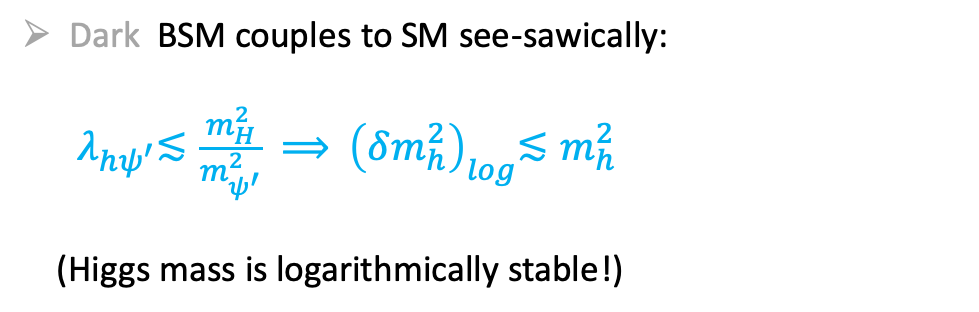 ➢ Dark BSM couples to SM see-sawically:
λ_{hψ′} ≲ m_H^2 / m_{ψ′}^2 ⟹ (δm_h^2)_{log} ≲ m_h^2
(Higgs mass is logarithmically stable!)